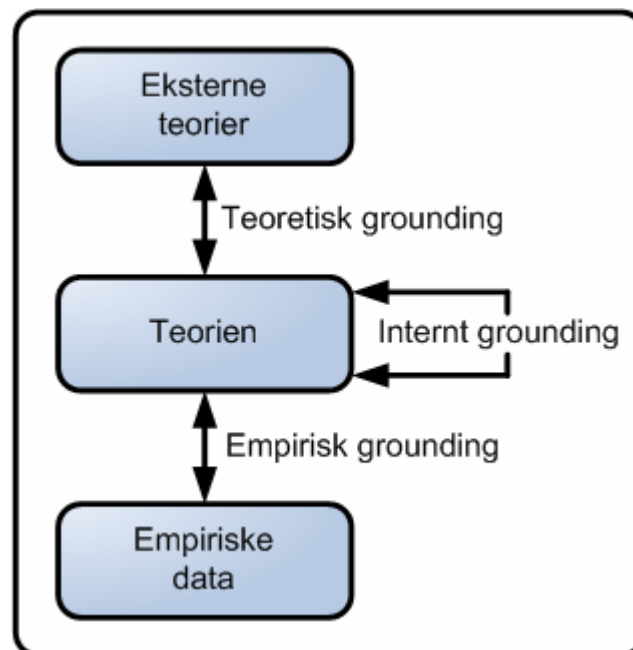 Eksterne
teorier
Teoretisk grounding
Teorien
Internt grounding
Empirisk grounding
Empiriske
data